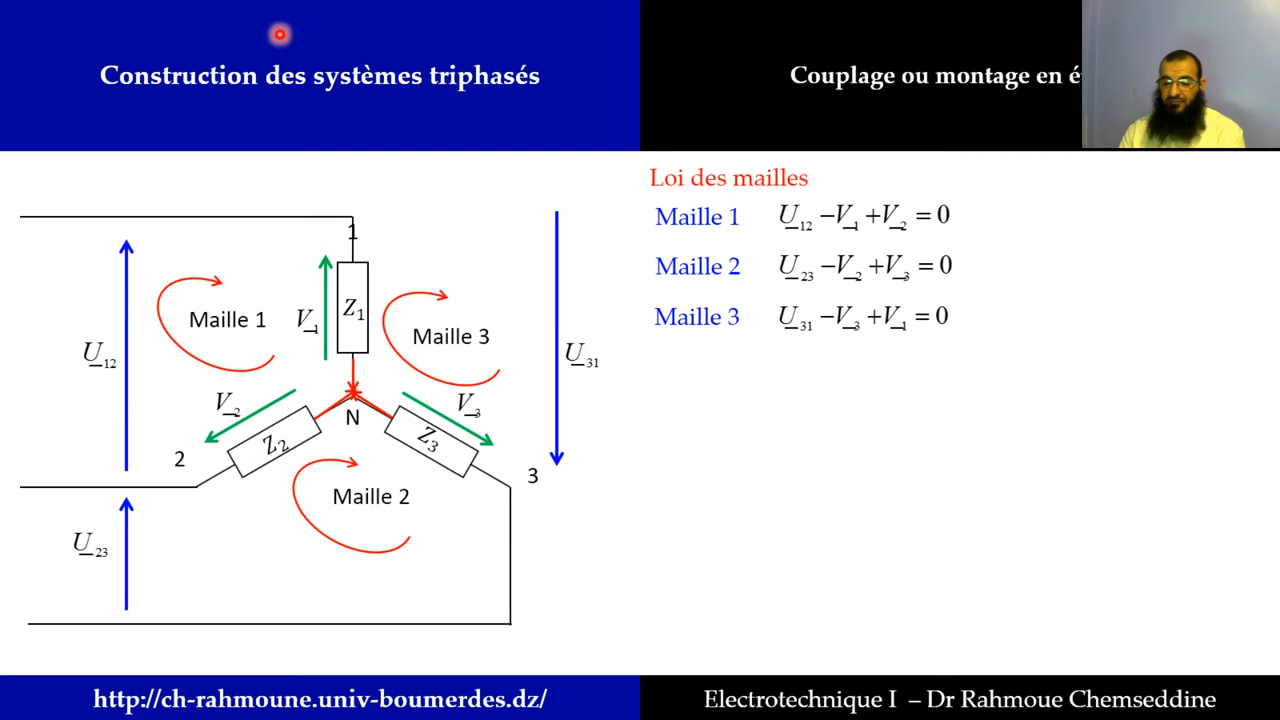 Construction des systèmes triphasés
Couplage ou montage en
Loi des mailles
Maille 1 U12 −V1 +V2 = 0
Maille 2 U23 −V2 +V3 = 0
Maille 3 U31 −V3 +V1 = 0
1
Maille 1
V1
Z1
Maille 3
U12
U31
V2
V3
N
Z2
Z3
2
3
Maille 2
U23
http://ch-rahmoune.univ-boumerdes.dz/
Electrotechnique I – Dr Rahmoue Chemseddine